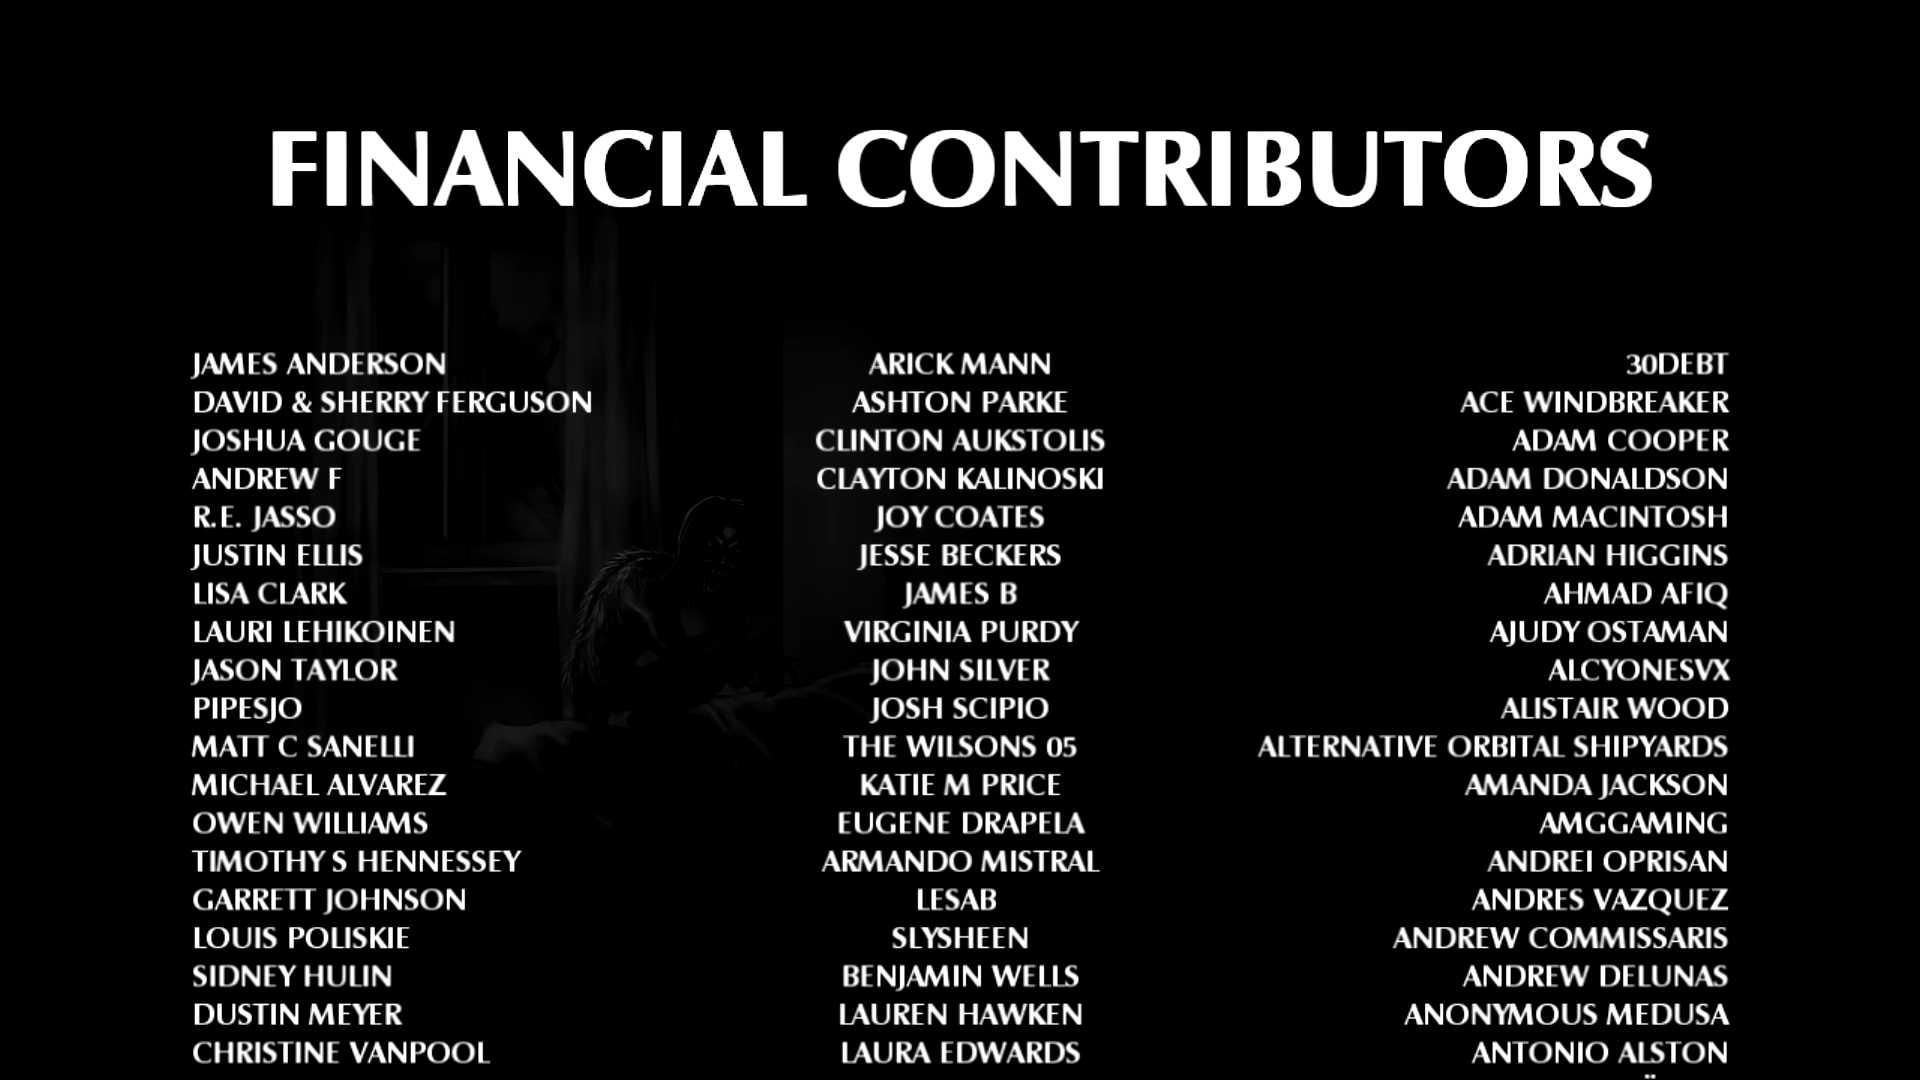 FINANCIAL CONTRIBUTORS
JAMES ANDERSON
DAVID & SHERRY FERGUSON
JOSHUA GOUGE
ANDREW F
R.E. JASSO
JUSTIN ELLIS
LISA CLARK
LAURI LEHIKOINEN
JASON TAYLOR
PIPESJO
MATT C SANELLI
MICHAEL ALVAREZ
OWEN WILLIAMS
TIMOTHY S HENNESSEY
GARRETT JOHNSON
LOUIS POLISKIE
SIDNEY HULIN
DUSTIN MEYER
CHRISTINE VANPOOL
ARICK MANN
ASHTON PARKE
CLINTON AUKSTOLIS
CLAYTON KALINOSKI
JOY COATES
JESSE BECKERS
JAMES B
VIRGINIA PURDY
JOHN SILVER
JOSH SCIPIO
THE WILSONS 05
KATIE M PRICE
EUGENE DRAPELA
ARMANDO MISTRAL
LESAB
SLYSHEEN
BENJAMIN WELLS
LAUREN HAWKEN
LAURA EDWARDS
30DEBT
ACE WINDBREAKER
ADAM COOPER
ADAM DONALDSON
ADAM MACINTOSH
ADRIAN HIGGINS
AHMAD AFIQ
AJUDY OSTAMAN
ALCYONESVX
ALISTAIR WOOD
ALTERNATIVE ORBITAL SHIPYARDS
AMANDA JACKSON
AMGGAMING
ANDREI OPRISAN
ANDRES VAZQUEZ
ANDREW COMMISSARIS
ANDREW DELUNAS
ANONYMOUS MEDUSA
ANTONIO ALSTON